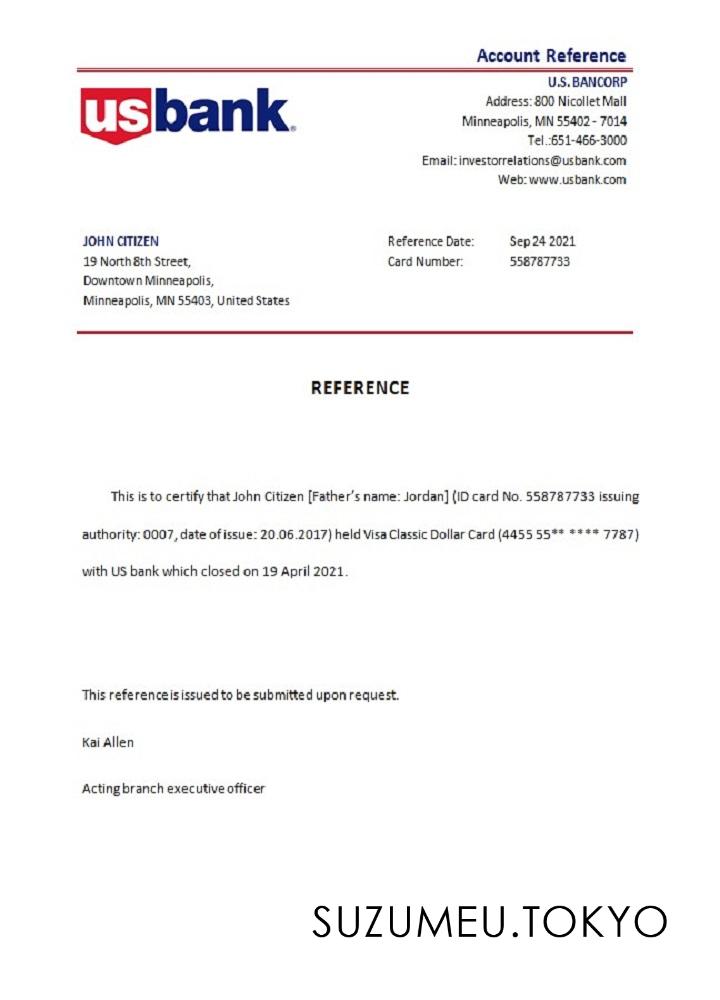 Account Reference
U.S. BANCORP
Address: 800 Nicollet Mall
Minneapolis, MN 55402 - 7014
Tel.:651-466-3000
Email: investorrelations@usbank.com
Web: www.usbank.com
usbank.
JOHN CITIZEN
19 North 8th Street,
Downtown Minneapolis,
Minneapolis, MN 55403, United States
Reference Date: Sep 24 2021
Card Number: 558787733
REFERENCE
This is to certify that John Citizen [Father's name: Jordan] (ID card No. 558787733 issuing
authority: 0007, date of issue: 20.06.2017) held Visa Classic Dollar Card (4455 55** **** 7787)
with US bank which closed on 19 April 2021.
This reference is issued to be submitted upon request.
Kai Allen
Acting branch executive officer
SUZUMEU.TOKYO